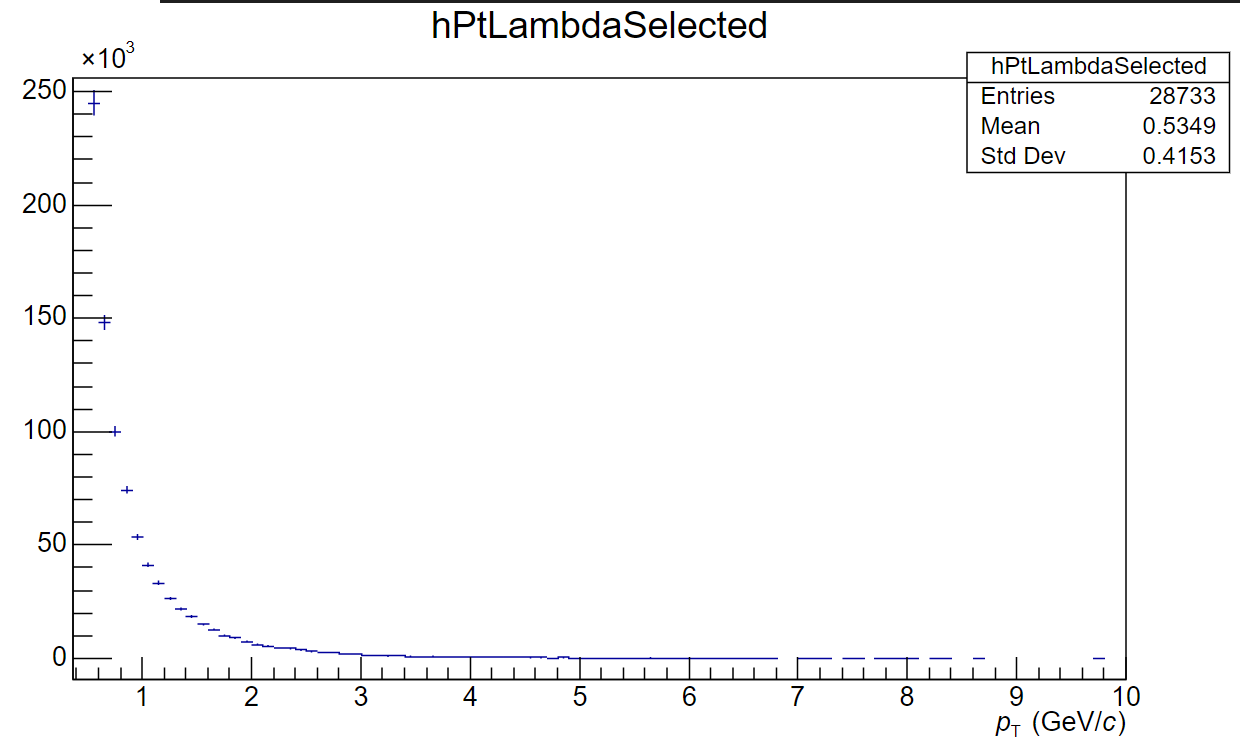 hPtLambdaSelected
×10³
hPtLambdaSelected
Entries 28733
Mean 0.5349
Std Dev 0.4153
250
200
150
100
50
0
1 2 3 4 5 6 7 8 9 10
p_T (GeV/c)